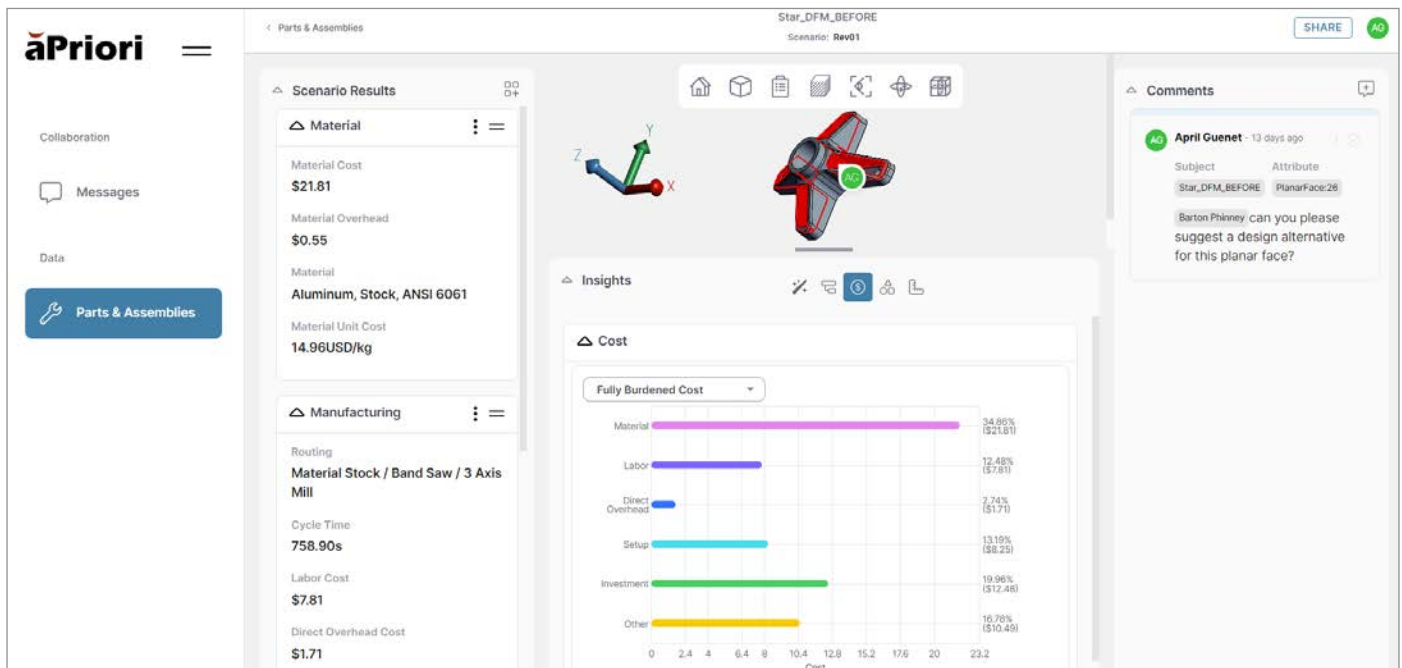 Star_DFM_BEFORE
Scenario: Rev01
< Parts & Assemblies
SHARE
AG
āPriori
Collaboration
Messages
Data
Parts & Assemblies
Scenario Results
Material
Material Cost
$21.81
Material Overhead
$0.55
Material
Aluminum, Stock, ANSI 6061
Material Unit Cost
14.96USD/kg
Manufacturing
Routing
Material Stock / Band Saw / 3 Axis
Mill
Cycle Time
758.90s
Labor Cost
$7.81
Direct Overhead Cost
$1.71
Y
Z
X
AG
Insights
Cost
Fully Burdened Cost
Material
34.86%
($21.81)
Labor
12.48%
($7.81)
Direct
Overhead
2.74%
($1.71)
Setup
13.19%
($8.25)
Investment
19.96%
($12.48)
Other
16.76%
($10.49)
0 2.4 4 6.4 8 10.4 12.8 15.2 17.6 20 23.2
Cost
Comments
AG
April Guenet - 13 days ago
Subject Attribute
Star_DFM_BEFORE PlanarFace:26
Barton Phinney can you please
suggest a design alternative
for this planar face?